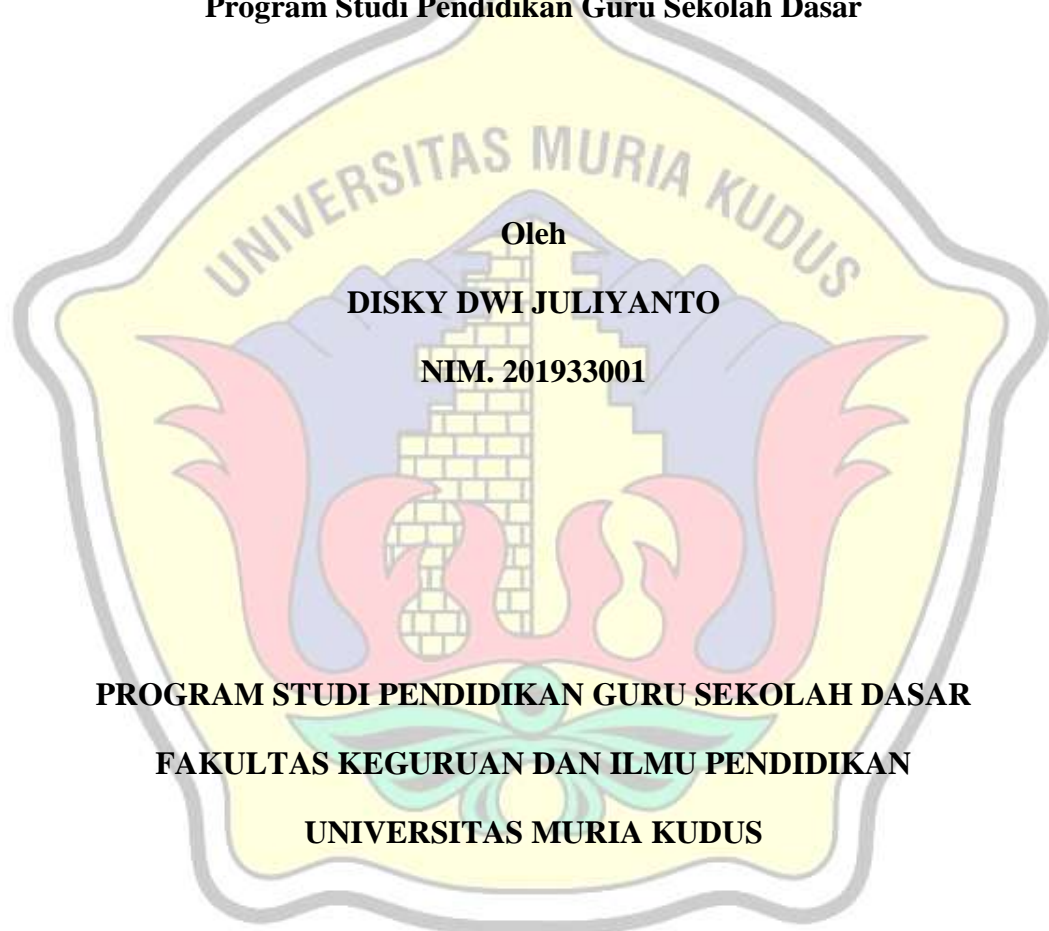 Program Studi Pendidikan Guru Sekolah Dasar
UNIVERSITAS MURIA KUDUS
Oleh
DISKY DWI JULIYANTO
NIM. 201933001
PROGRAM STUDI PENDIDIKAN GURU SEKOLAH DASAR
FAKULTAS KEGURUAN DAN ILMU PENDIDIKAN
UNIVERSITAS MURIA KUDUS